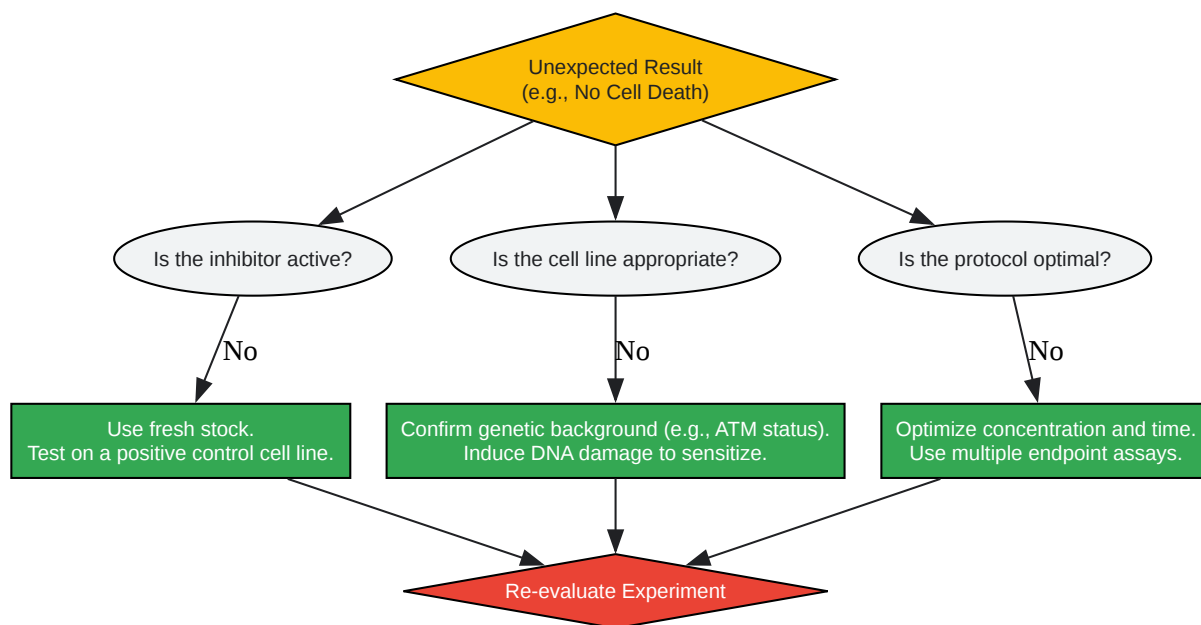 Unexpected Result
(e.g., No Cell Death)
Is the inhibitor active?
Is the cell line appropriate?
Is the protocol optimal?
No
No
No
Use fresh stock.
Test on a positive control cell line.
Confirm genetic background (e.g., ATM status).
Induce DNA damage to sensitize.
Optimize concentration and time.
Use multiple endpoint assays.
Re-evaluate Experiment